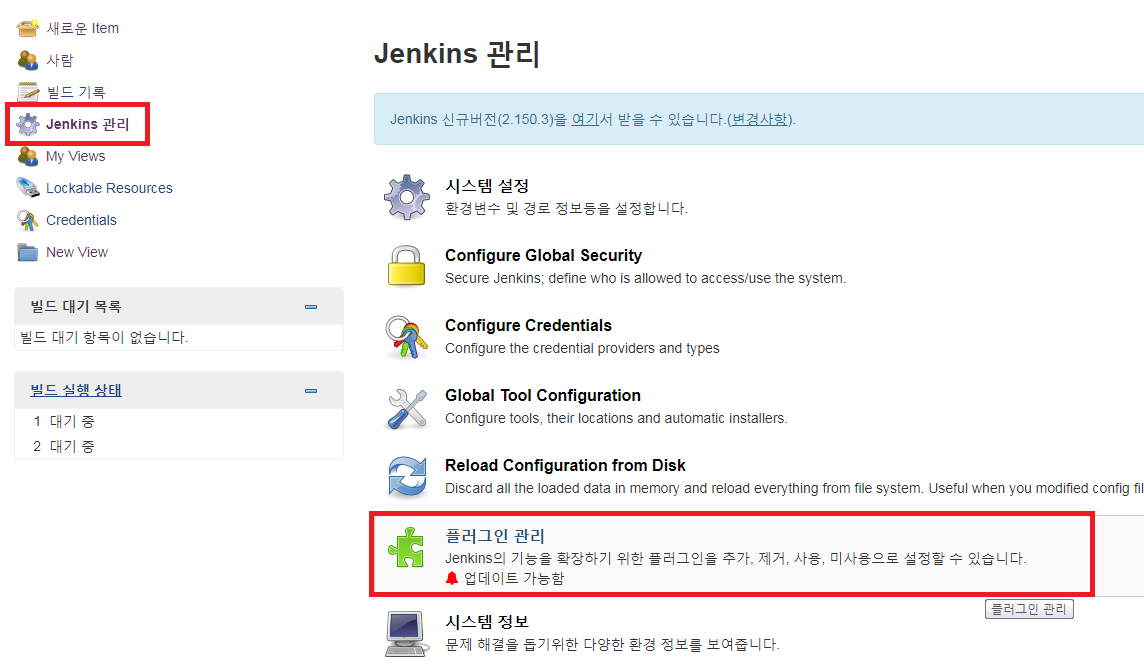 새로운 Item
사람
빌드 기록
Jenkins 관리
My Views
Lockable Resources
Credentials
New View
빌드 대기 목록
빌드 대기 항목이 없습니다.
빌드 실행 상태
1 대기 중
2 대기 중
Jenkins 관리
Jenkins 신규버전(2.150.3)을 여기서 받을 수 있습니다.(변경사항).
시스템 설정
환경변수 및 경로 정보등을 설정합니다.
Configure Global Security
Secure Jenkins; define who is allowed to access/use the system.
Configure Credentials
Configure the credential providers and types
Global Tool Configuration
Configure tools, their locations and automatic installers.
Reload Configuration from Disk
Discard all the loaded data in memory and reload everything from file system. Useful when you modified config fil
플러그인 관리
Jenkins의 기능을 확장하기 위한 플러그인을 추가, 제거, 사용, 미사용으로 설정할 수 있습니다.
업데이트 가능함
플러그인 관리
시스템 정보
문제 해결을 돕기위한 다양한 환경 정보를 보여줍니다.